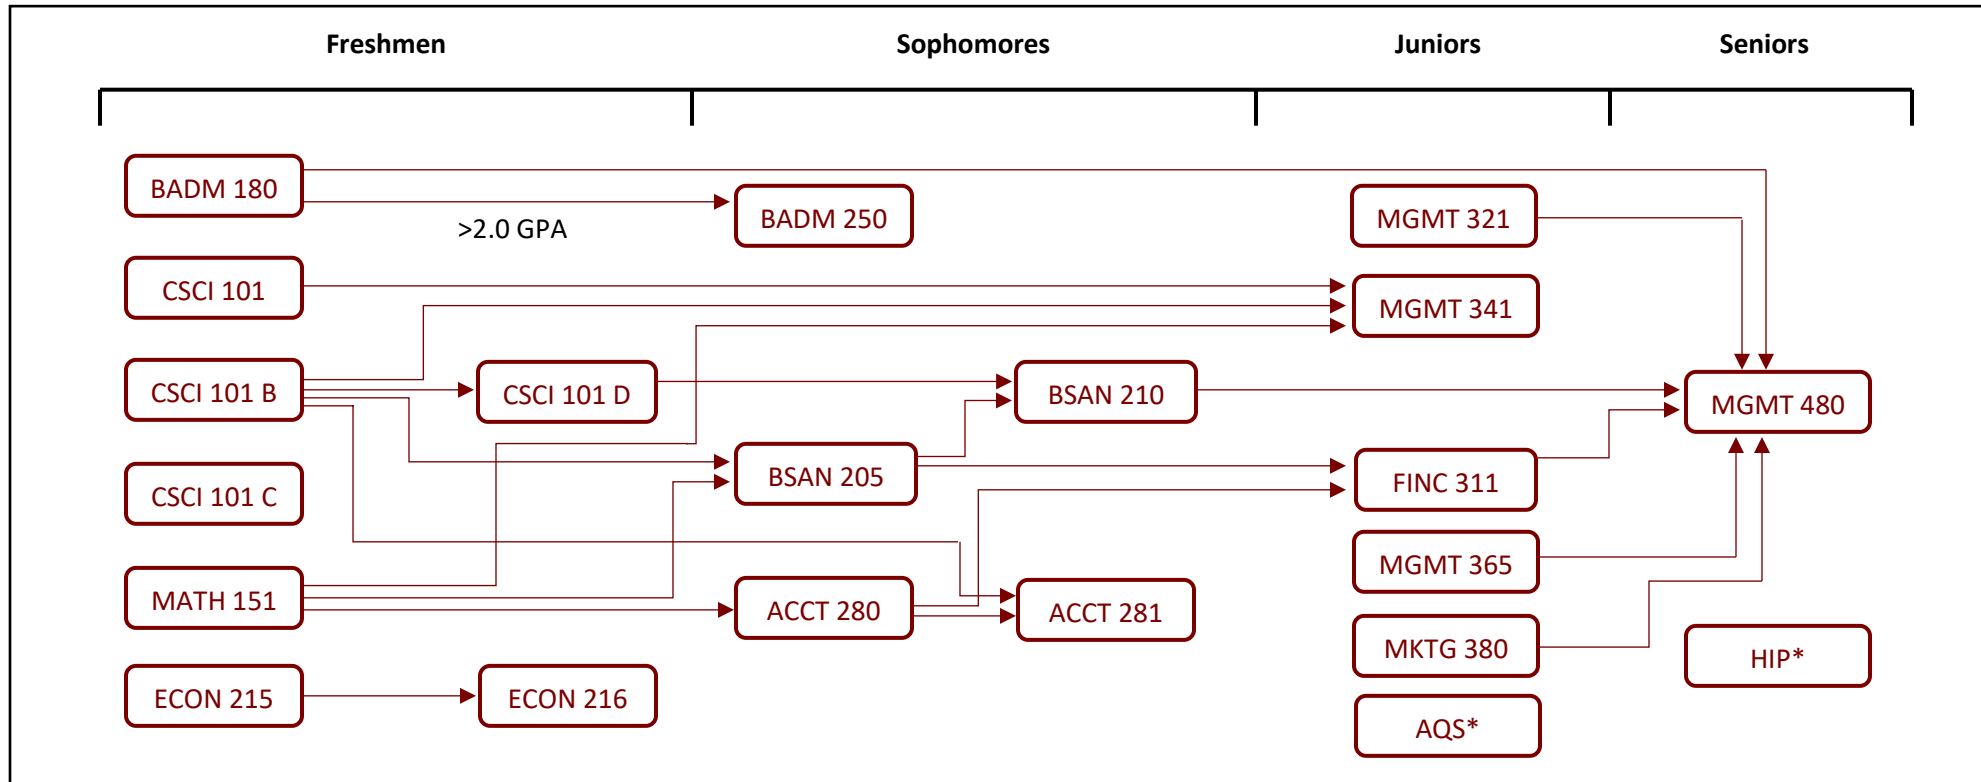 Freshmen
Sophomores
Juniors
Seniors
BADM 180
>2.0 GPA
BADM 250
MGMT 321
CSCI 101
MGMT 341
CSCI 101 B
CSCI 101 D
BSAN 210
MGMT 480
CSCI 101 C
BSAN 205
FINC 311
MGMT 365
MATH 151
ACCT 280
ACCT 281
MKTG 380
HIP*
ECON 215
ECON 216
AQS*